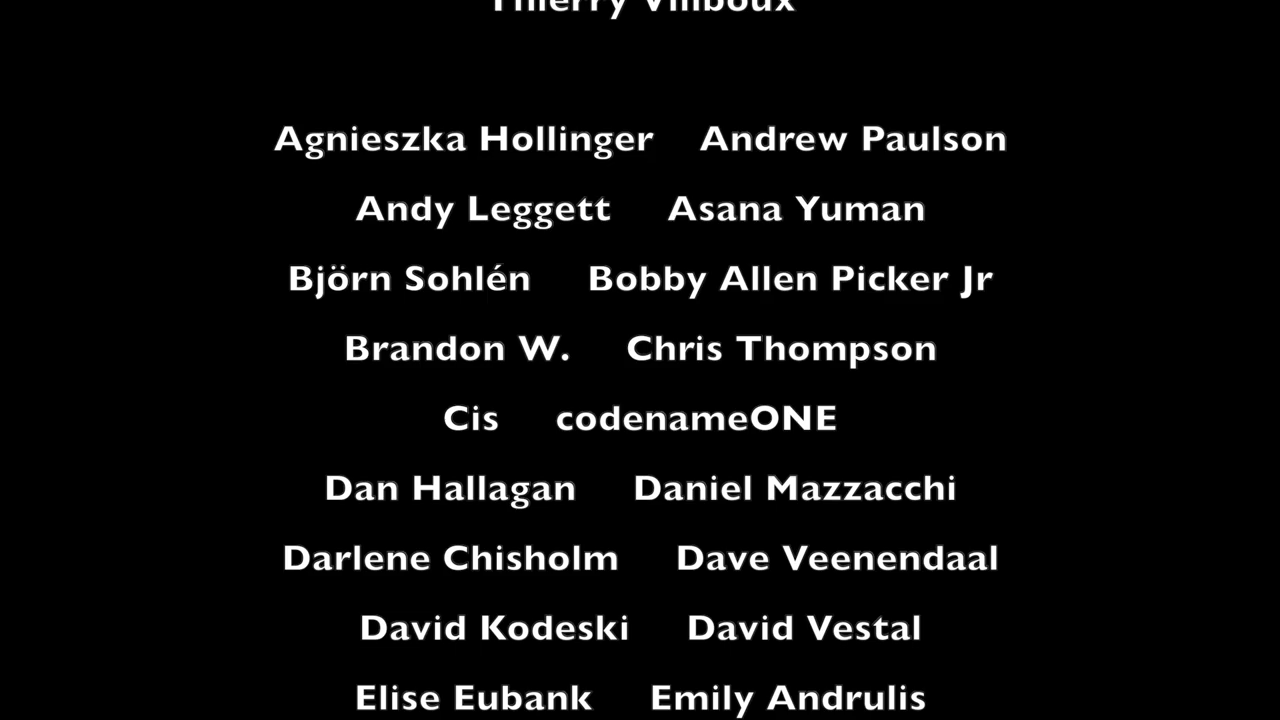 Thierry
Agnieszka Hollinger Andrew Paulson
Andy Leggett Asana Yuman
Björn Sohlén Bobby Allen Picker Jr
Brandon W. Chris Thompson
Cis codenameONE
Dan Hallagan Daniel Mazzacchi
Darlene Chisholm Dave Veenendaal
David Kodeski David Vestal
Elise Eubank Emily Andrulis